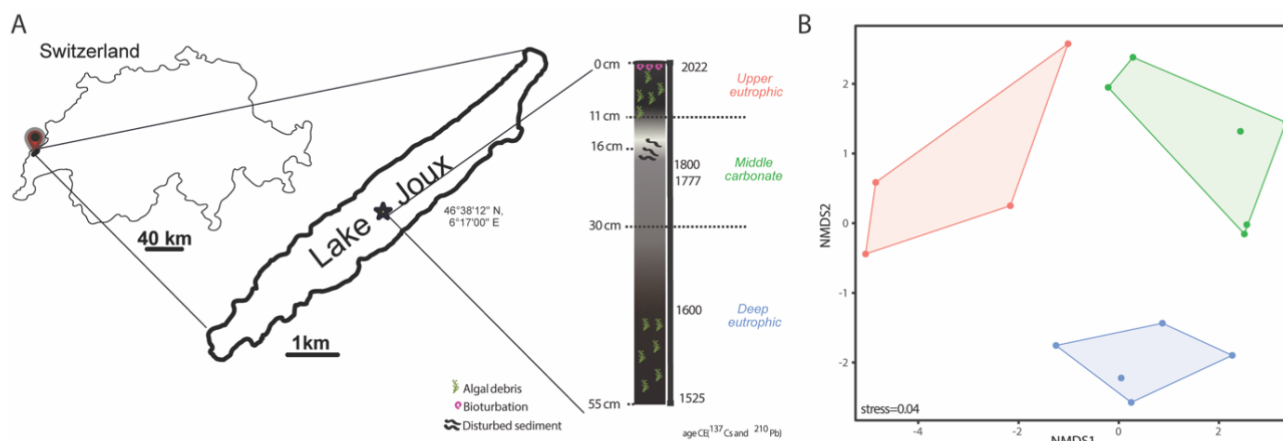 A
Switzerland
40 km
Lake Joux
46°38'12" N,
6°17'00" E
1km
Algal debris
Bioturbation
Disturbed sediment
0 cm
11 cm
16 cm
30 cm
55 cm
2022
1800
1777
1600
1525
Upper
eutrophic
Middle
carbonate
Deep
eutrophic
age CE(137Cs and 210Pb)
B
NMDS2
2
1
0
-1
-2
stress=0.04
-4
-2
0
2
NMDS1